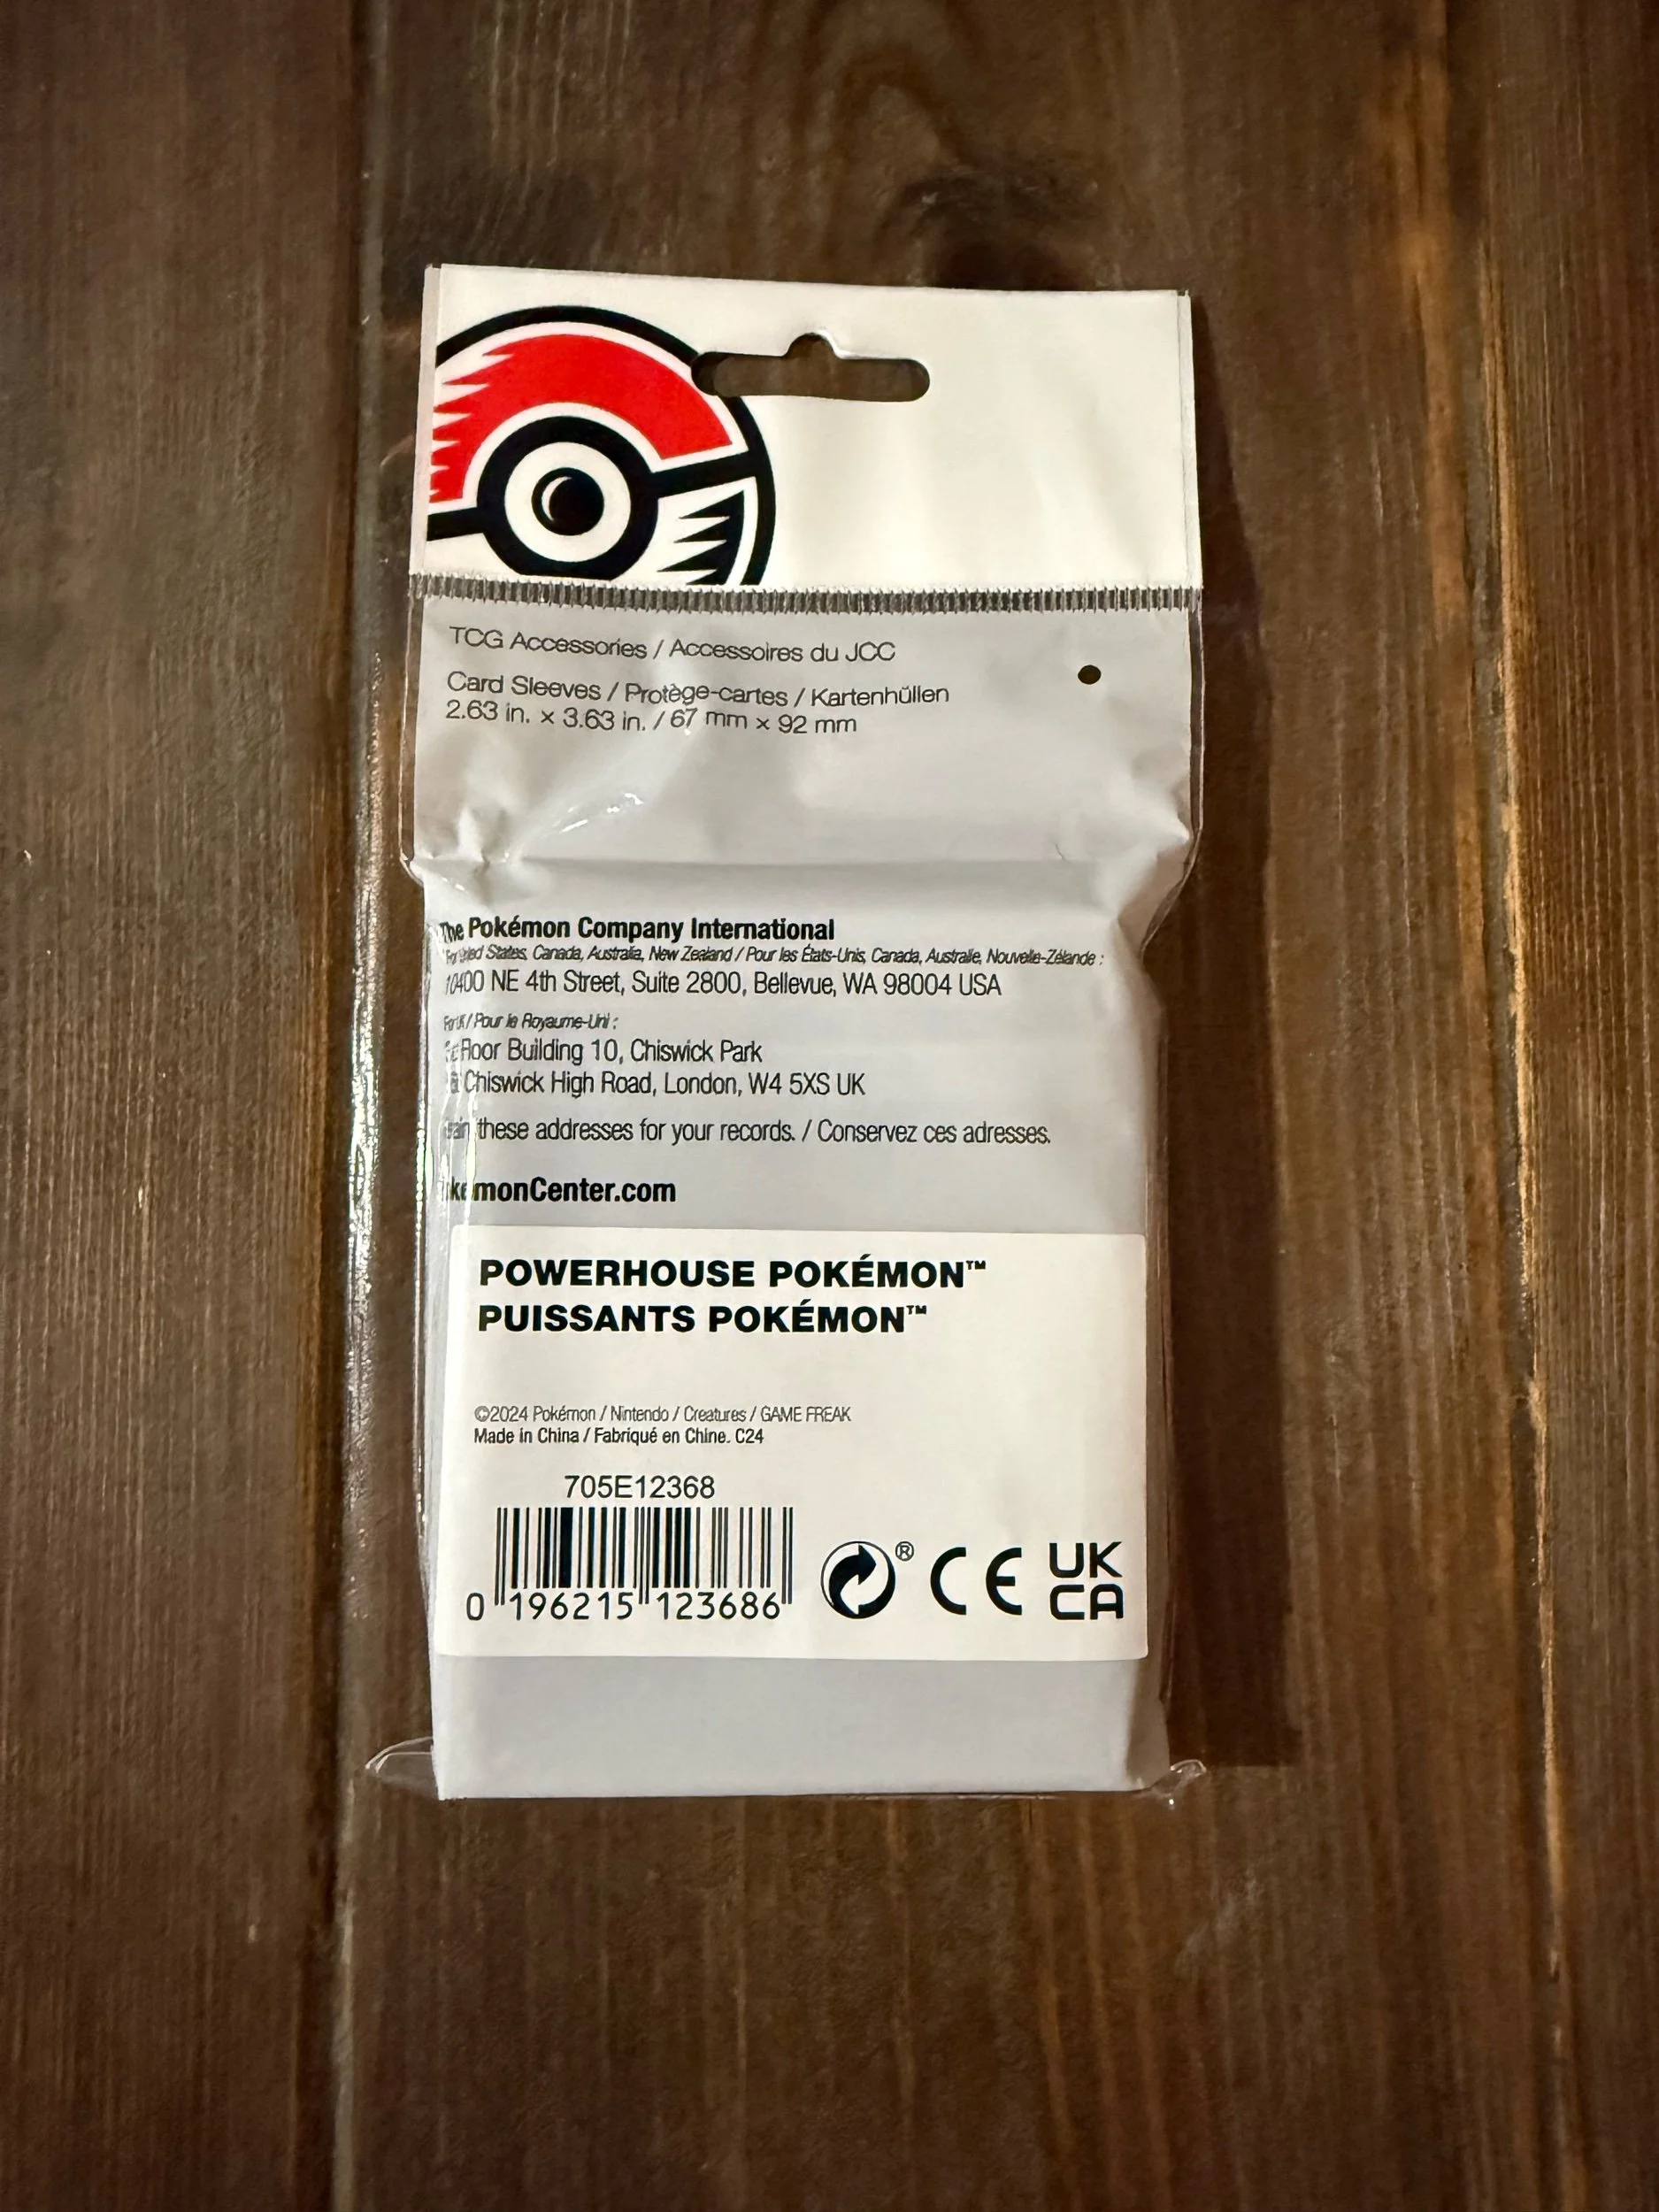 TCG Accessories / Accessoires du JCC
Card Sleeves / Protège-cartes / Kartenhüllen
2.63 in. × 3.63 in. / 67 mm × 92 mm
The Pokémon Company International
States, Canada, Australia, New Zealand / Pour les États-Unis, Canada, Australie, Nouvelle-Zélande :
10400 NE 4th Street, Suite 2800, Bellevue, WA 98004 USA
/ Pour le Royaume-Uni :
Floor Building 10, Chiswick Park
Chiswick High Road, London, W4 5XS UK
these addresses for your records. / Conservez ces adresses.
kémonCenter.com
POWERHOUSE POKÉMON™
PUISSANTS POKÉMON™
©2024 Pokémon / Nintendo / Creatures / GAME FREAK
Made in China / Fabriqué en Chine. C24
705E12368
0 196215 123686
® CE UK
CA